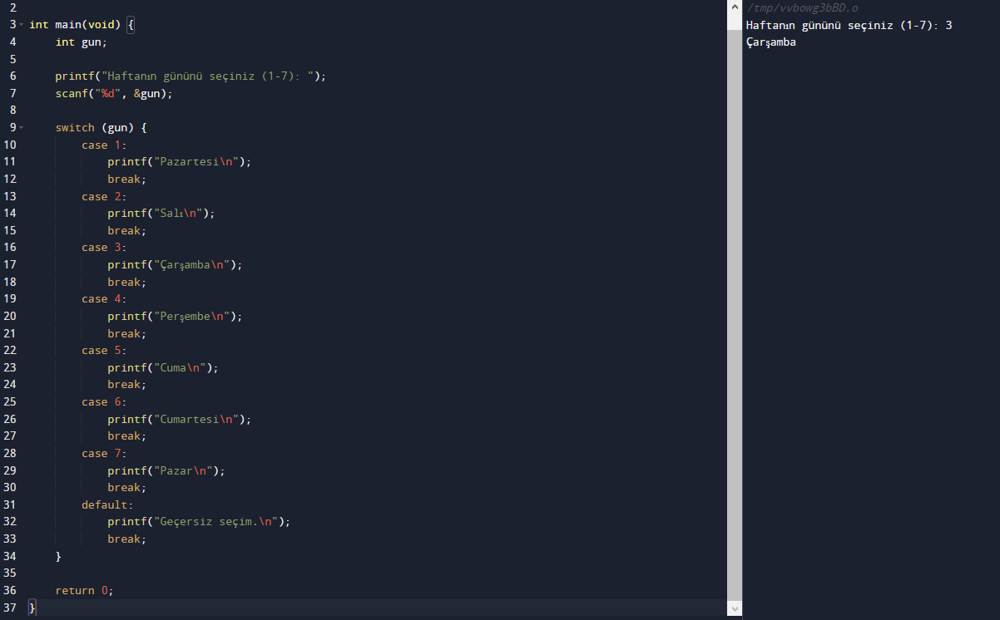 2
3 int main(void) {
4     int gun;
5
6     printf("Haftanın gününü seçiniz (1-7): ");
7     scanf("%d", &gun);
8
9     switch (gun) {
10         case 1:
11             printf("Pazartesi\n");
12             break;
13         case 2:
14             printf("Salı\n");
15             break;
16         case 3:
17             printf("Çarşamba\n");
18             break;
19         case 4:
20             printf("Perşembe\n");
21             break;
22         case 5:
23             printf("Cuma\n");
24             break;
25         case 6:
26             printf("Cumartesi\n");
27             break;
28         case 7:
29             printf("Pazar\n");
30             break;
31         default:
32             printf("Geçersiz seçim.\n");
33             break;
34     }
35
36     return 0;
37 }
/tmp/vvbowg3bBD.o
Haftanın gününü seçiniz (1-7): 3
Çarşamba